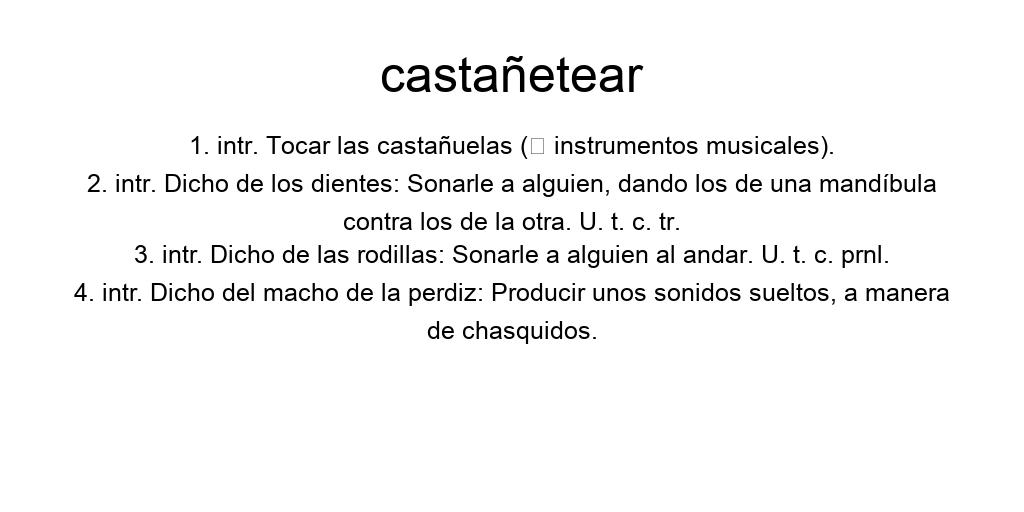 castañetear
1. intr. Tocar las castañuelas (□ instrumentos musicales).
2. intr. Dicho de los dientes: Sonarle a alguien, dando los de una mandíbula
contra los de la otra. U. t. c. tr.
3. intr. Dicho de las rodillas: Sonarle a alguien al andar. U. t. c. prnl.
4. intr. Dicho del macho de la perdiz: Producir unos sonidos sueltos, a manera
de chasquidos.